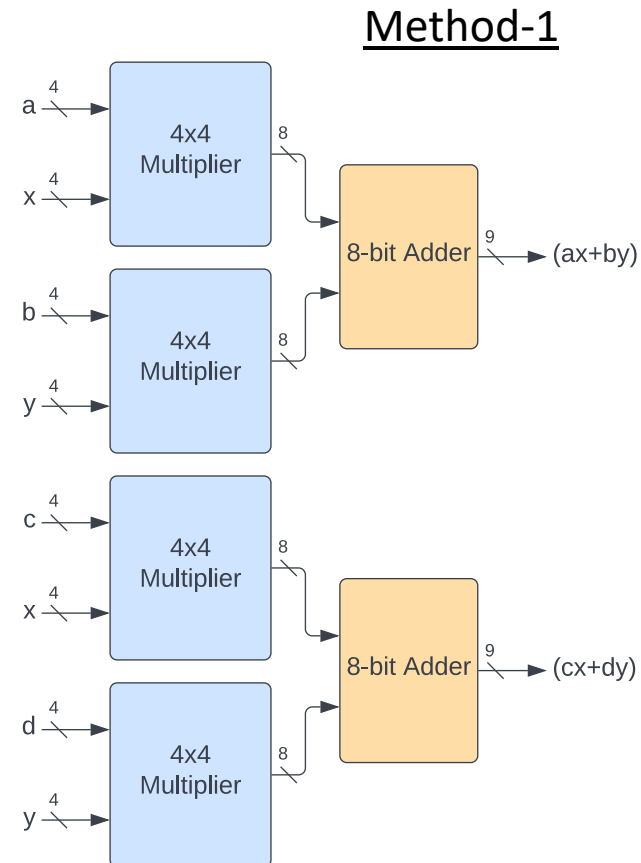 Method-1
4
a
4x4
Multiplier
8
4
x
8-bit Adder
9
(ax+by)
4
b
4x4
Multiplier
8
4
y
4
c
4x4
Multiplier
8
4
x
8-bit Adder
9
(cx+dy)
4
d
4x4
Multiplier
8
4
y